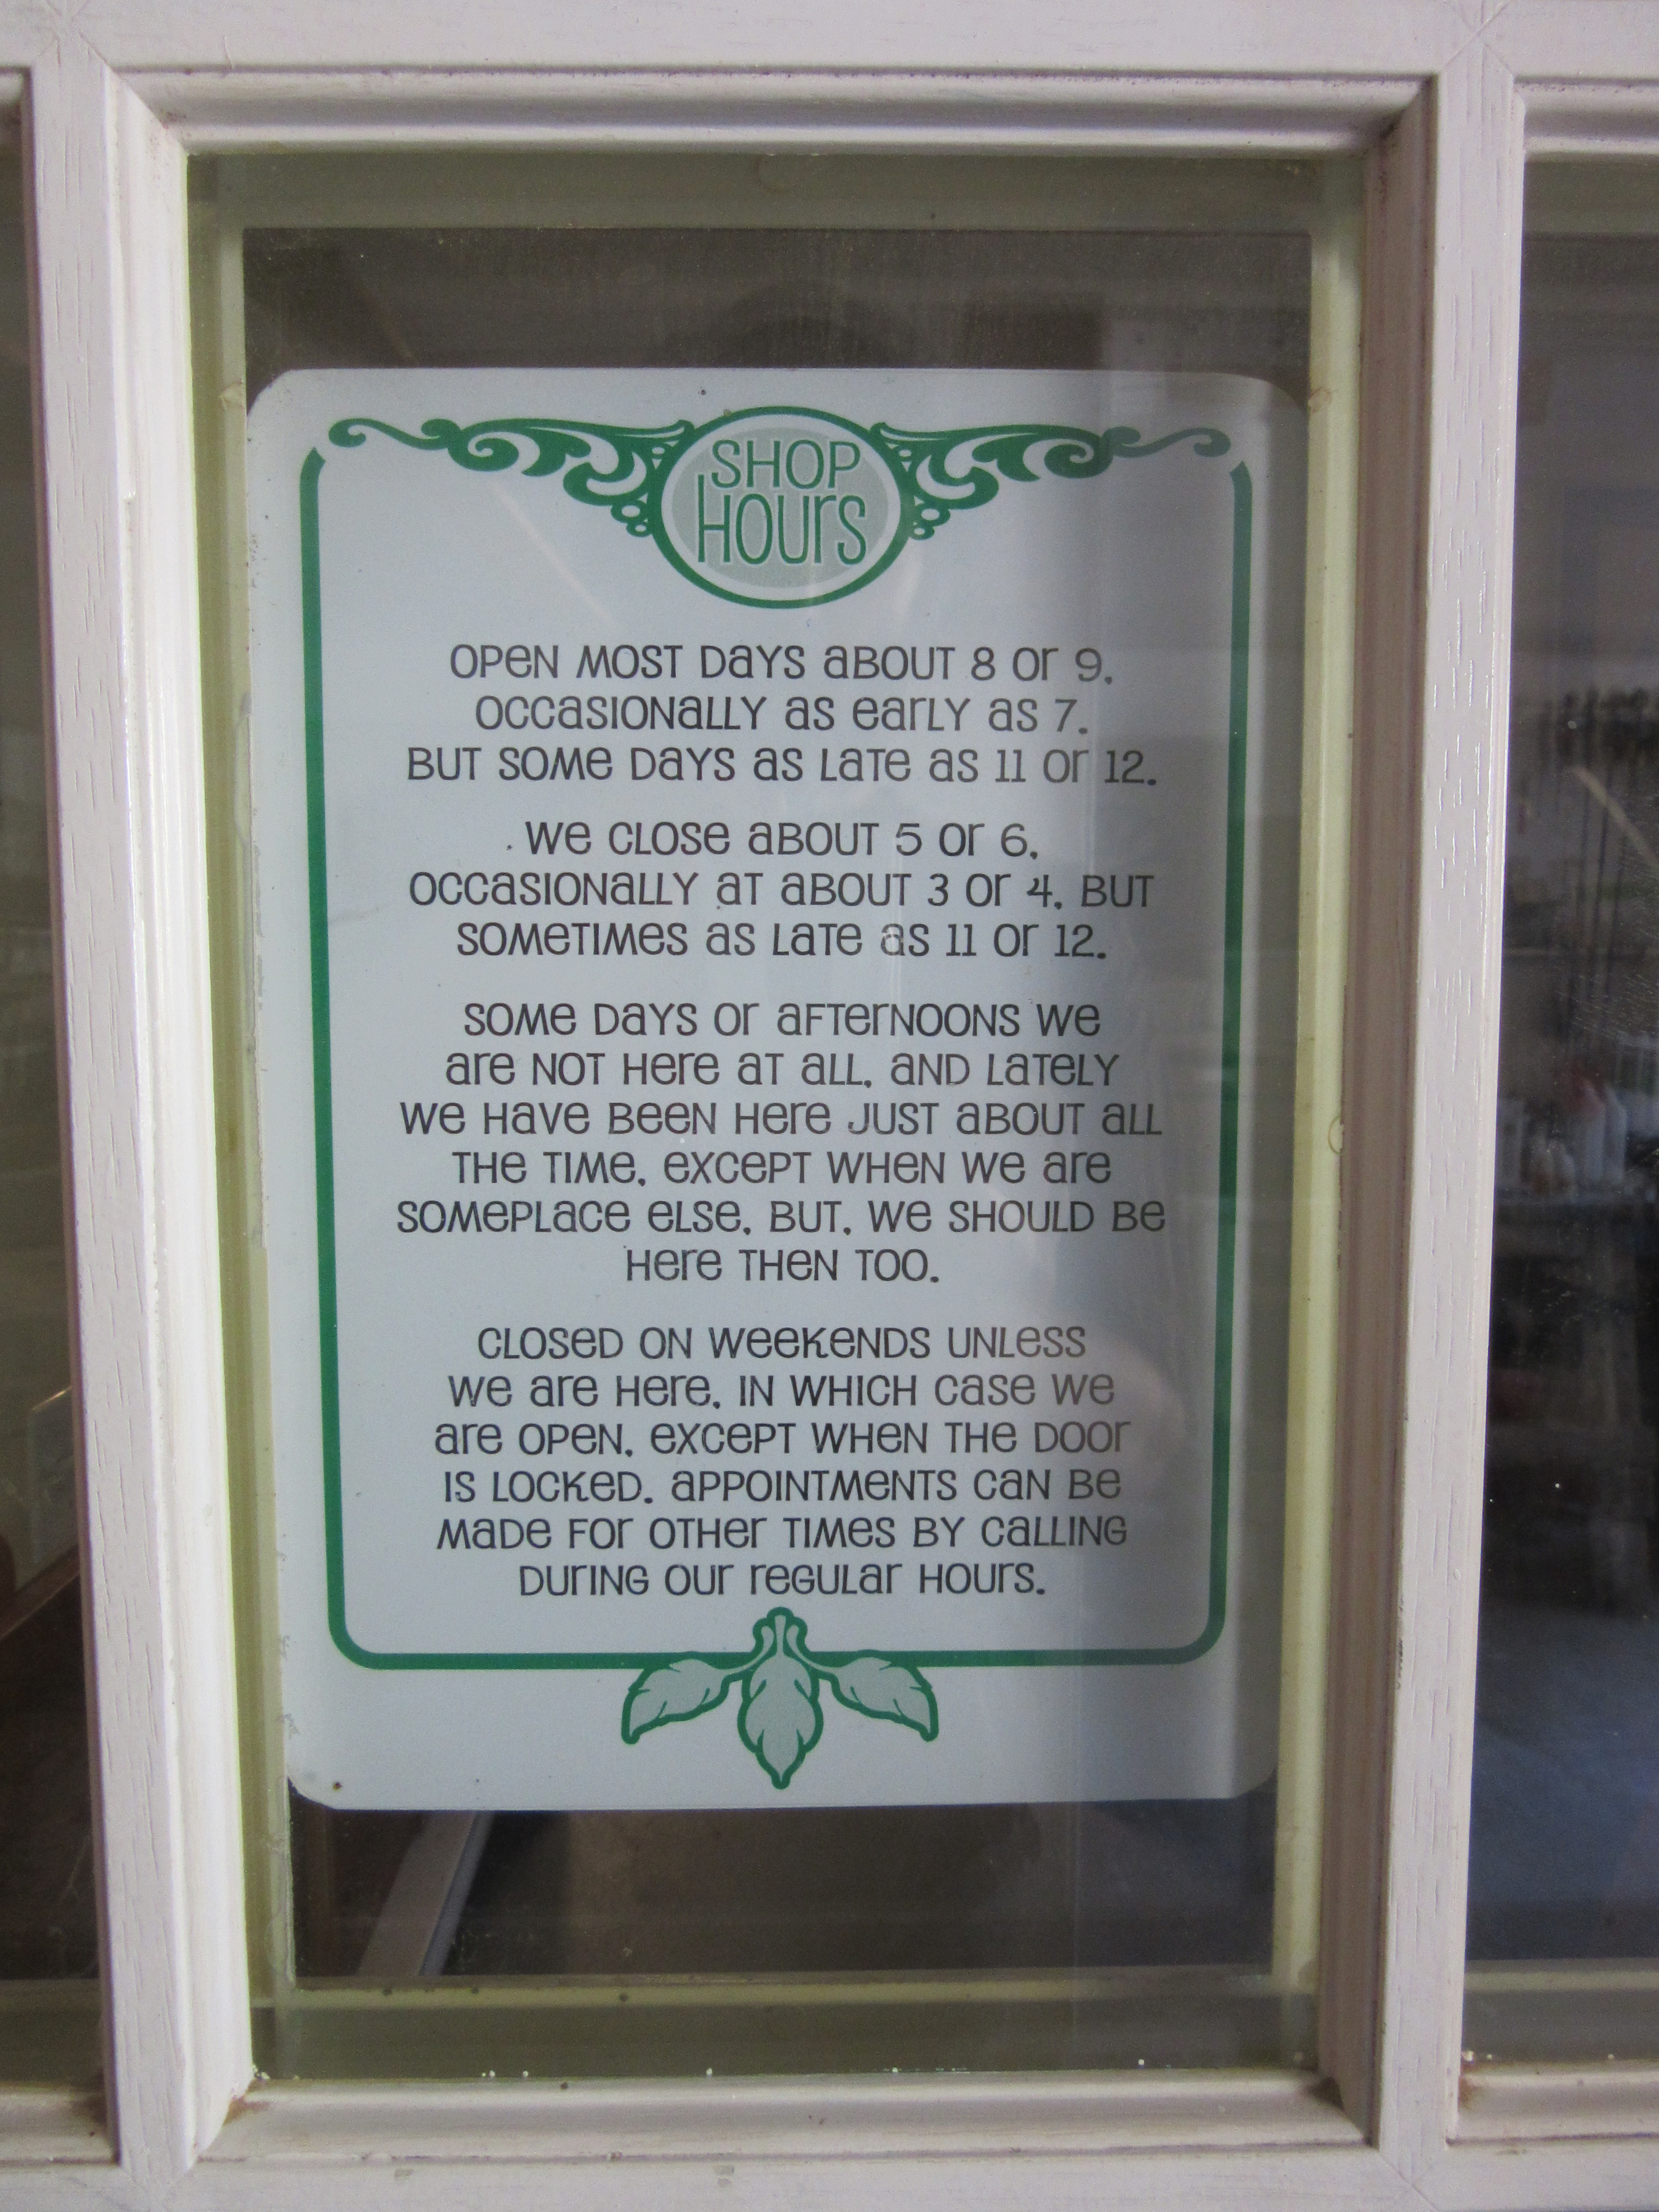 SHOP
HOURS
OPEN MOST DAYS ABOUT 8 OR 9.
OCCASIONALLY AS EARLY AS 7.
BUT SOME DAYS AS LATE AS 11 OR 12.
WE CLOSE ABOUT 5 OR 6,
OCCASIONALLY AT ABOUT 3 OR 4, BUT
SOMETIMES AS LATE AS 11 OR 12.
SOME DAYS OR AFTERNOONS WE
ARE NOT HERE AT ALL, AND LATELY
WE HAVE BEEN HERE JUST ABOUT ALL
THE TIME, EXCEPT WHEN WE ARE
SOMEPLACE ELSE, BUT, WE SHOULD BE
HERE THEN TOO.
CLOSED ON WEEKENDS UNLESS
WE ARE HERE, IN WHICH CASE WE
ARE OPEN, EXCEPT WHEN THE DOOR
IS LOCKED. APPOINTMENTS CAN BE
MADE FOR OTHER TIMES BY CALLING
DURING OUR REGULAR HOURS.